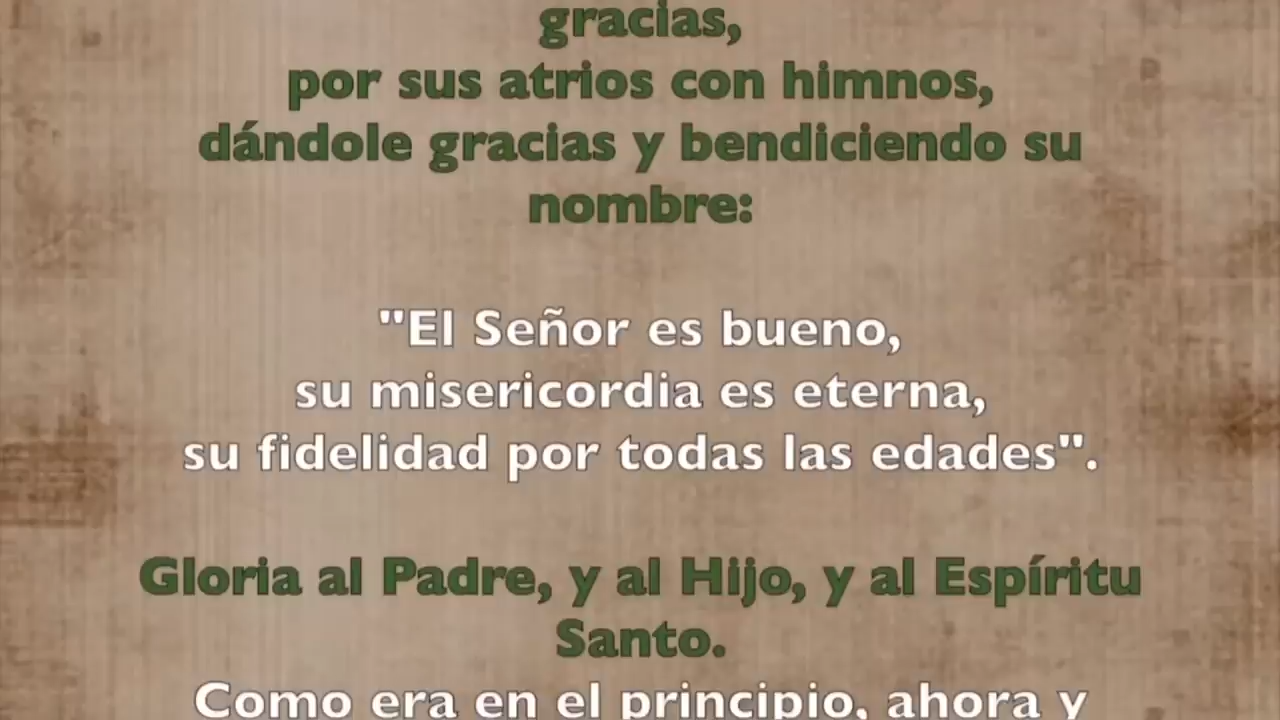 gracias,
por sus atrios con himnos,
dándole gracias y bendiciendo su
nombre:
"El Señor es bueno,
su misericordia es eterna,
su fidelidad por todas las edades".
Gloria al Padre, y al Hijo, y al Espíritu
Santo.
Como era en el principio, ahora y